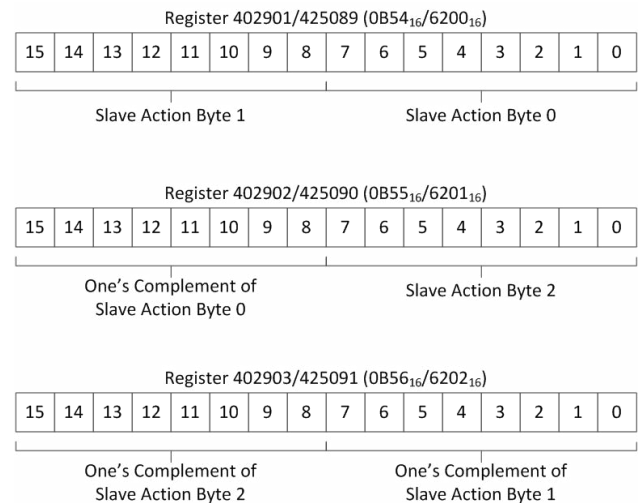 Register 402901/425089 (0B54₁₆/6200₁₆)
15 14 13 12 11 10 9 8 7 6 5 4 3 2 1 0
Slave Action Byte 1 Slave Action Byte 0
Register 402902/425090 (0B55₁₆/6201₁₆)
15 14 13 12 11 10 9 8 7 6 5 4 3 2 1 0
One's Complement of
Slave Action Byte 0
Slave Action Byte 2
Register 402903/425091 (0B56₁₆/6202₁₆)
15 14 13 12 11 10 9 8 7 6 5 4 3 2 1 0
One's Complement of
Slave Action Byte 2
One's Complement of
Slave Action Byte 1